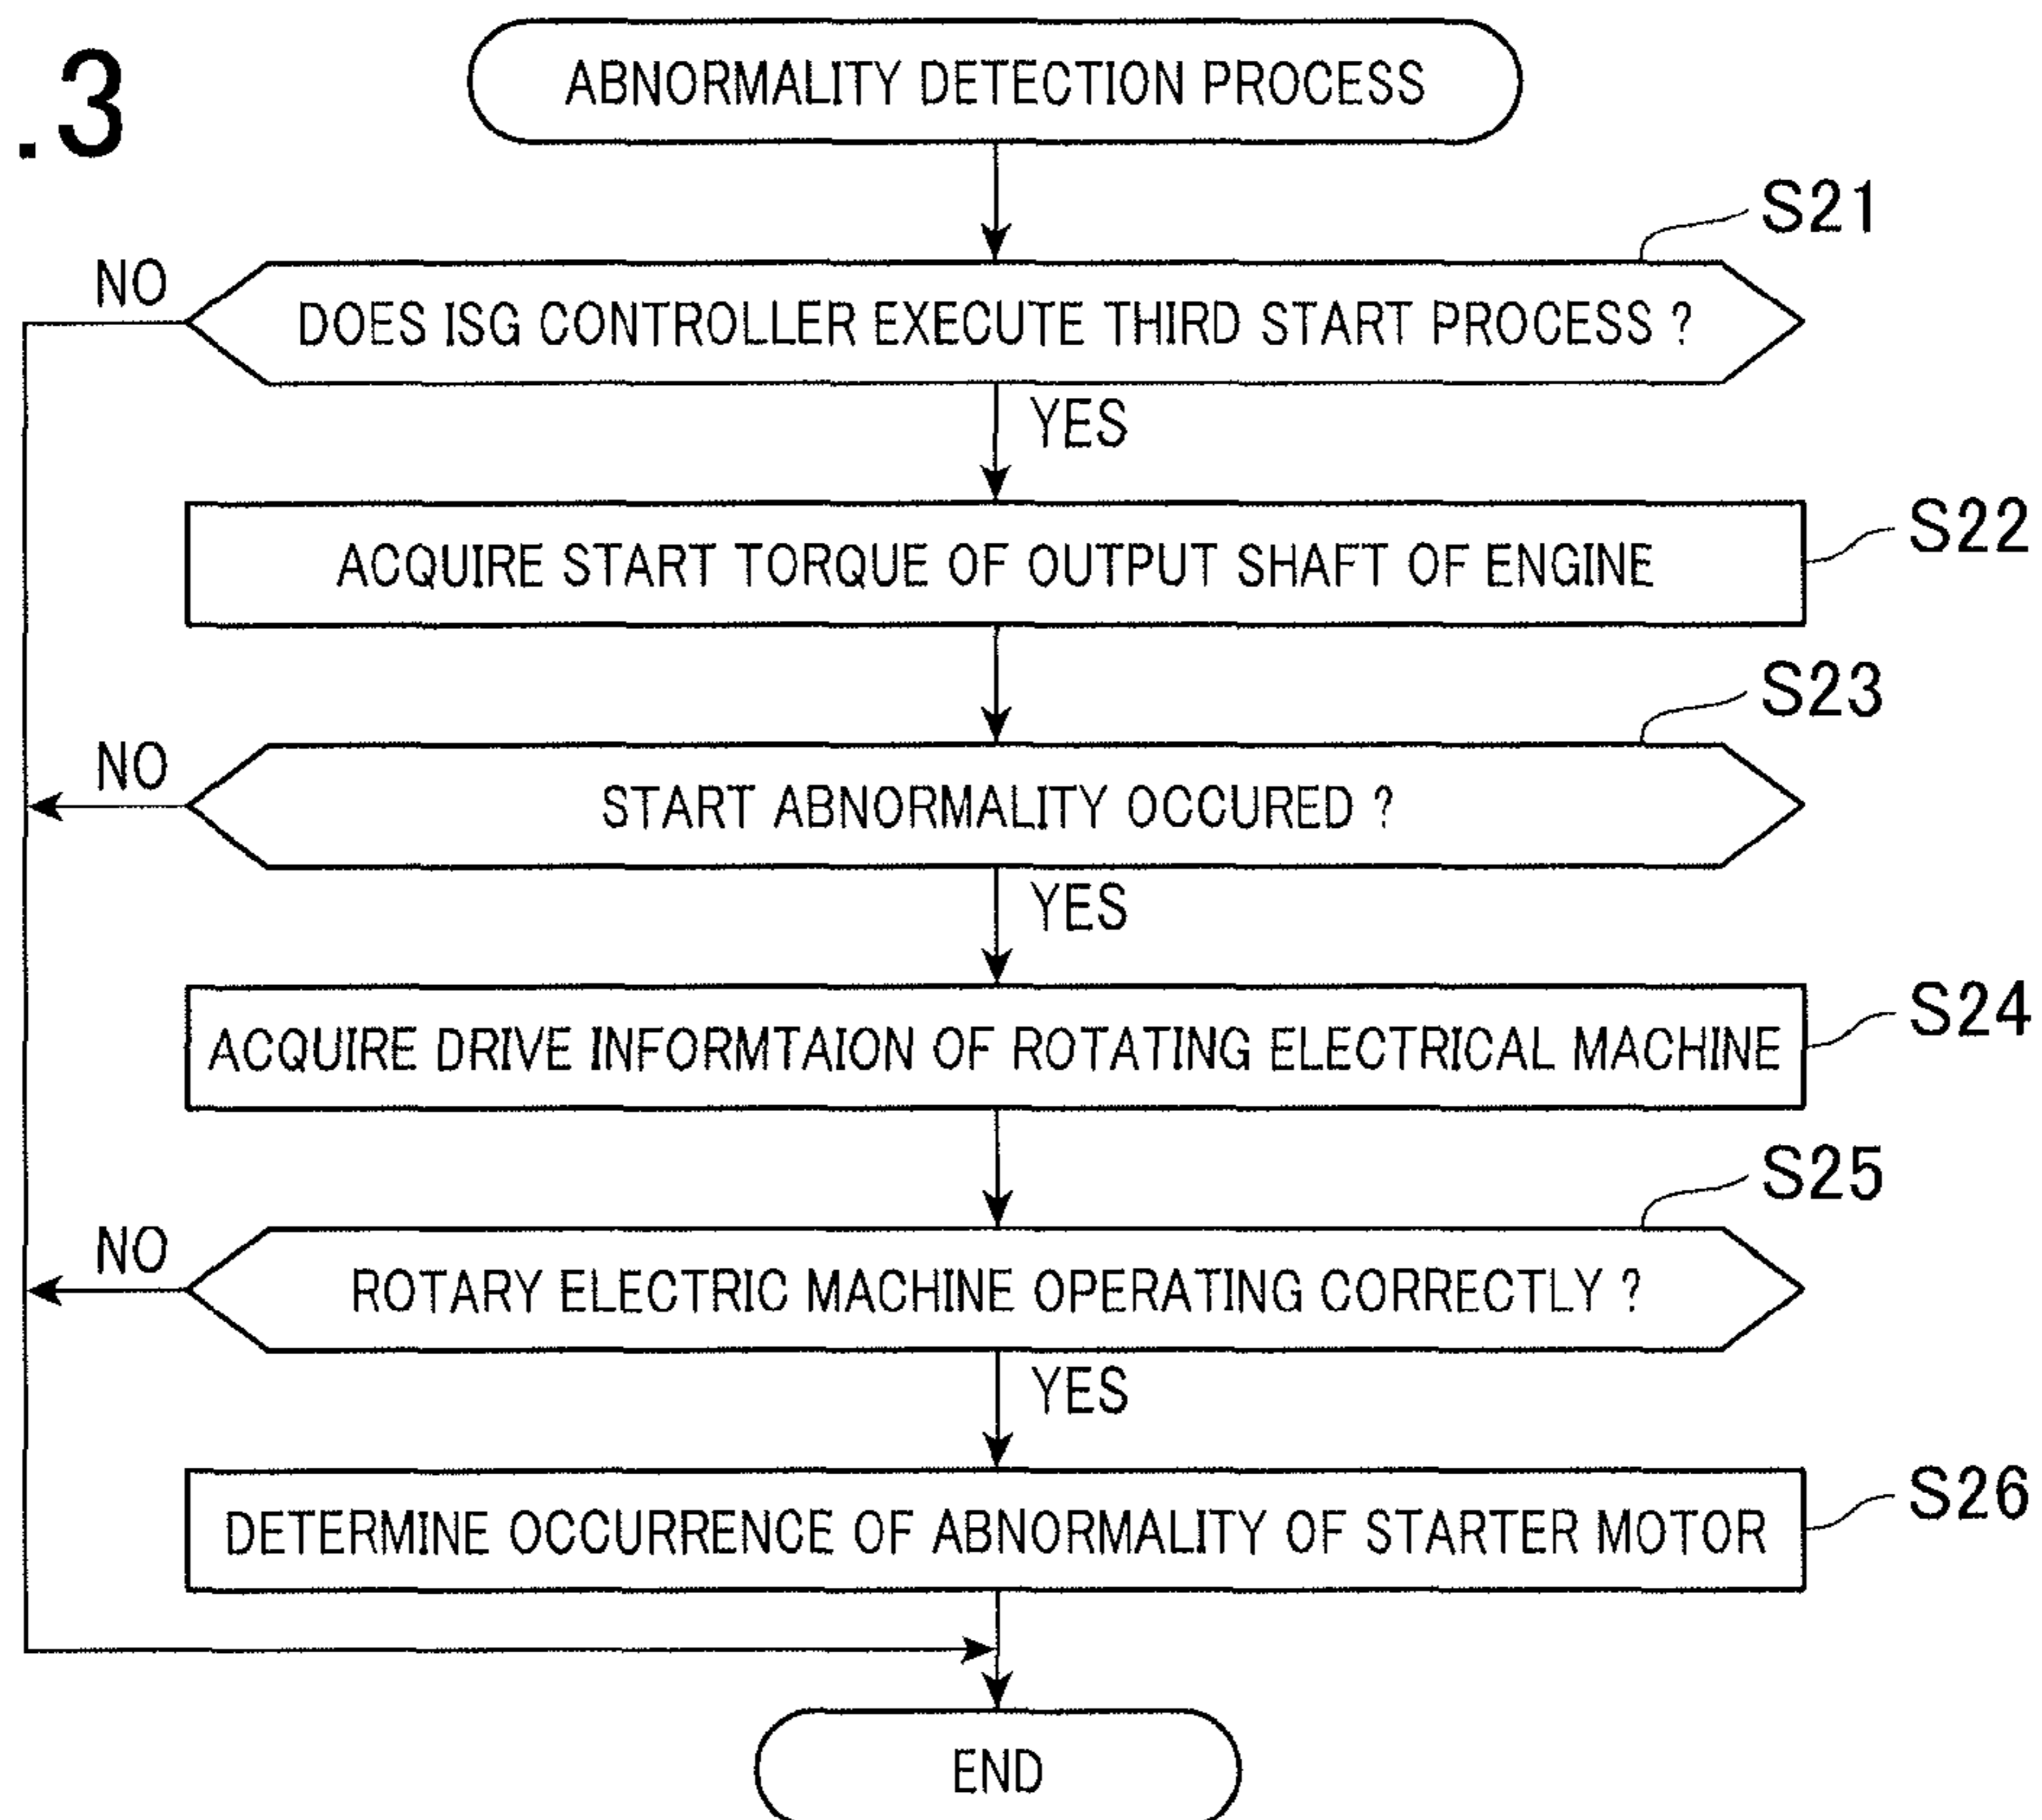 .3
ABNORMALITY DETECTION PROCESS
S21
NO
DOES ISG CONTROLLER EXECUTE THIRD START PROCESS ?
YES
S22
ACQUIRE START TORQUE OF OUTPUT SHAFT OF ENGINE
S23
NO
START ABNORMALITY OCCURED ?
YES
S24
ACQUIRE DRIVE INFORMTAION OF ROTATING ELECTRICAL MACHINE
S25
NO
ROTARY ELECTRIC MACHINE OPERATING CORRECTLY ?
YES
S26
DETERMINE OCCURRENCE OF ABNORMALITY OF STARTER MOTOR
END